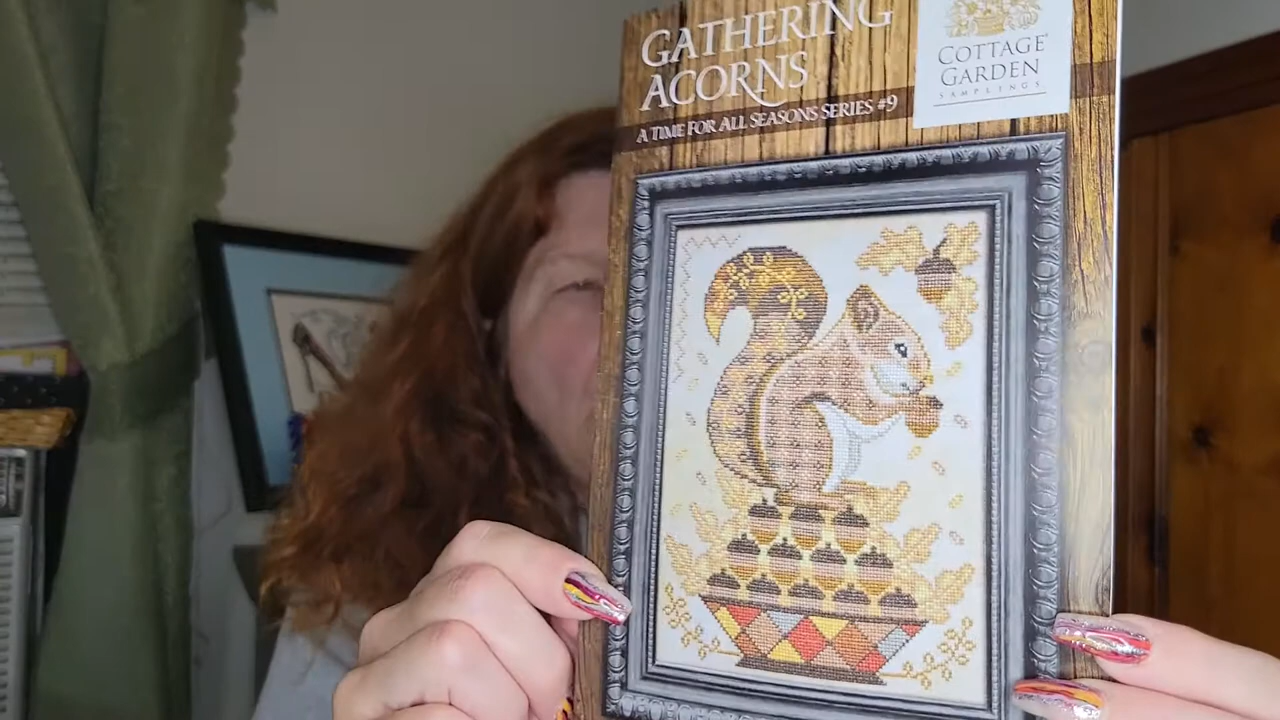 GATHERING
ACORNS
A TIME FOR ALL SEASONS SERIES #9
COTTAGE
GARDEN
SAMPLINGS